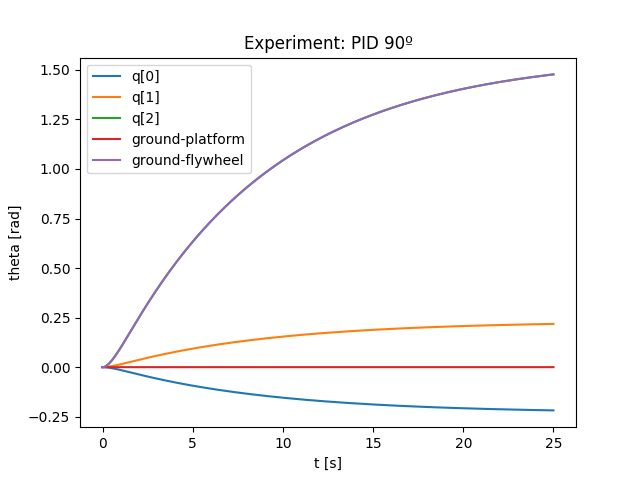 Experiment: PID 90º
q[0]
q[1]
q[2]
ground-platform
ground-flywheel
theta [rad]
1.50
1.25
1.00
0.75
0.50
0.25
0.00
−0.25
0
5
10
15
20
25
t [s]